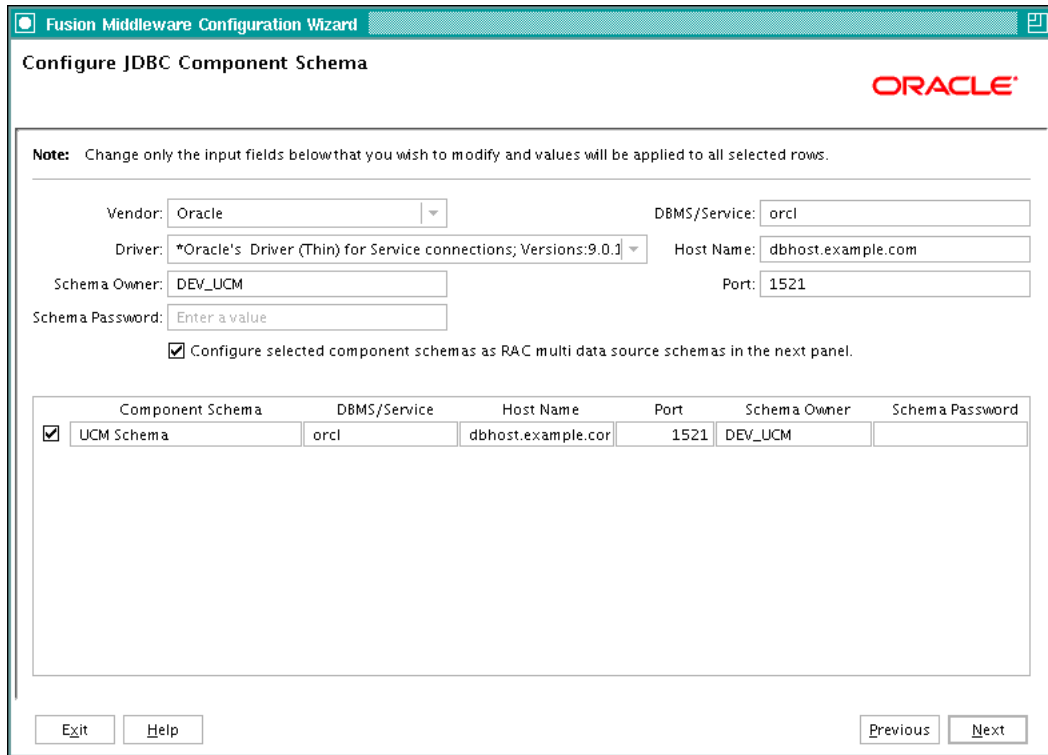 Fusion Middleware Configuration Wizard
Configure JDBC Component Schema
ORACLE
Note: Change only the input fields below that you wish to modify and values will be applied to all selected rows.
Vendor: Oracle DBMS/Service: orcl
Driver: *Oracle's Driver (Thin) for Service connections; Versions:9.0.1 Host Name: dbhost.example.com
Schema Owner: DEV_UCM Port: 1521
Schema Password: Enter a value
Configure selected component schemas as RAC multi data source schemas in the next panel.
Component Schema DBMS/Service Host Name Port Schema Owner Schema Password
UCM Schema orcl dbhost.example.cor 1521 DEV_UCM
Exit Help Previous Next